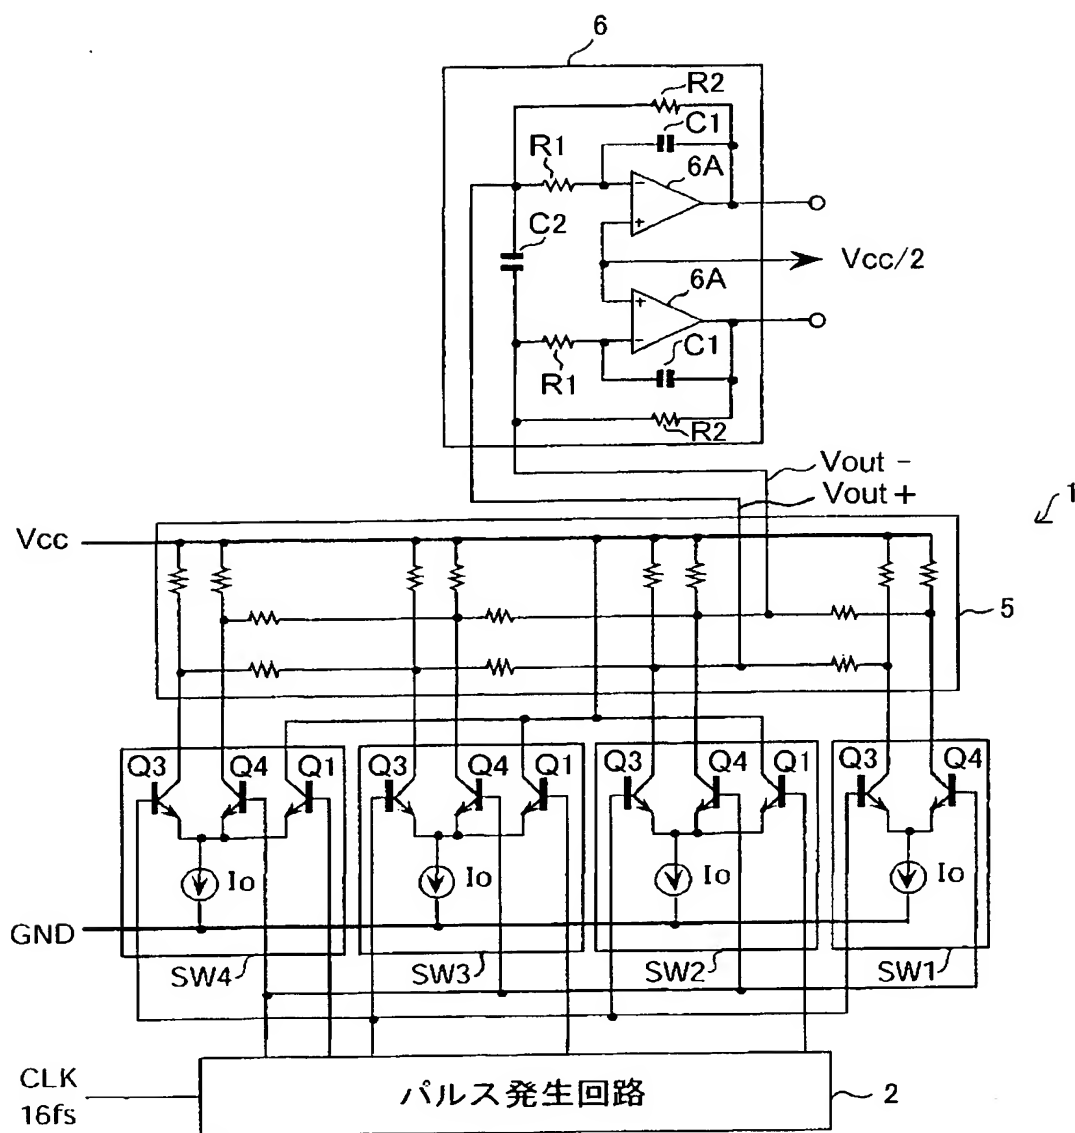 6
R2
C1
R1
6A
C2
Vcc/2
6A
C1
R1
R2
Vout -
Vout +
1
Vcc
5
Q3 Q4 Q1 Q3 Q4 Q1 Q3 Q4 Q1 Q3 Q4
Io Io Io Io
GND
SW4 SW3 SW2 SW1
CLK
16fs
パルス発生回路
2